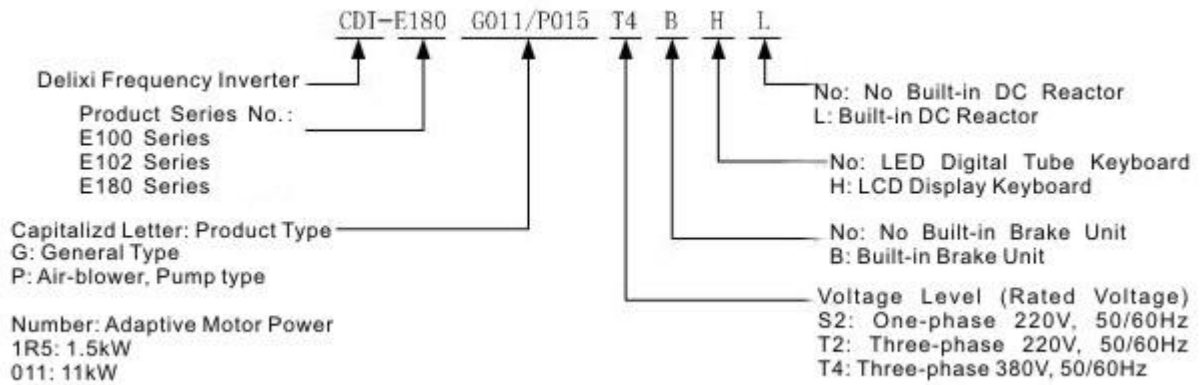 CDI-E180 G011/P015 T4 B H L
Delixi Frequency Inverter
Product Series No.:
E100 Series
E102 Series
E180 Series
Capitalizd Letter: Product Type
G: General Type
P: Air-blower, Pump type
Number: Adaptive Motor Power
1R5: 1.5kW
011: 11kW
No: No Built-in DC Reactor
L: Built-in DC Reactor
No: LED Digital Tube Keyboard
H: LCD Display Keyboard
No: No Built-in Brake Unit
B: Built-in Brake Unit
Voltage Level (Rated Voltage)
S2: One-phase 220V, 50/60Hz
T2: Three-phase 220V, 50/60Hz
T4: Three-phase 380V, 50/60Hz